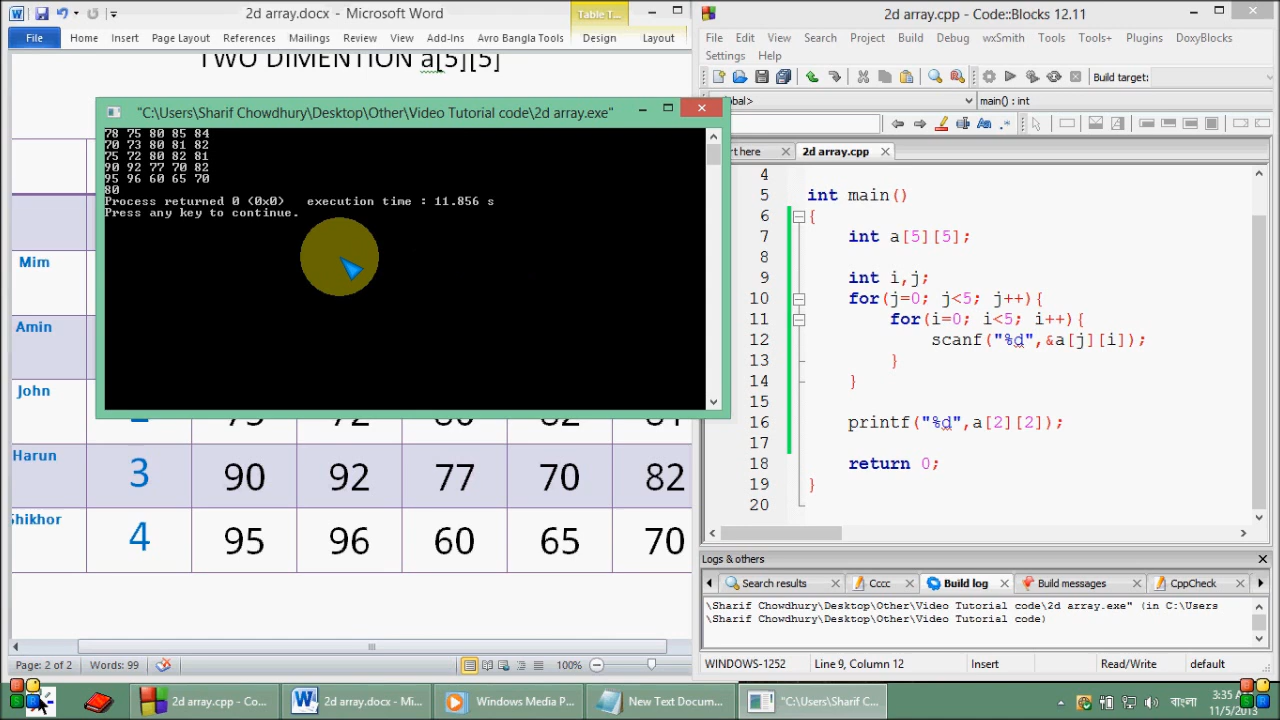 2d array.docx - Microsoft Word
Table T...
File Home Insert Page Layout References Mailings Review View Add-Ins Avro Bangla Tools Design Layout
TWO DIMENTION a[5][5]
Mim
Amin
John
Harun 3 90 92 77 70 82
Shikhor 4 95 96 60 65 70
Page: 2 of 2 Words: 99 100%
"C:\Users\Sharif Chowdhury\Desktop\Other\Video Tutorial code\2d array.exe"
78 75 80 85 84
70 73 80 81 82
75 72 80 82 81
90 92 77 70 82
95 96 60 65 70
80
Process returned 0 (0x0) execution time : 11.856 s
Press any key to continue.
2d array.cpp - Code::Blocks 12.11
File Edit View Search Project Build Debug wxSmith Tools Tools+ Plugins DoxyBlocks
Settings Help
Build target:
bal> main() : int
rt here 2d array.cpp
4
5 int main()
6 {
7 int a[5][5];
8
9 int i,j;
10 for(j=0; j<5; j++){
11 for(i=0; i<5; i++){
12 scanf("%d",&a[j][i]);
13 }
14 }
15
16 printf("%d",a[2][2]);
17
18 return 0;
19 }
20
Logs & others
Search results Cccc Build log Build messages CppCheck
\Sharif Chowdhury\Desktop\Other\Video Tutorial code\2d array.exe" (in C:\Users
\Sharif Chowdhury\Desktop\Other\Video Tutorial code)
WINDOWS-1252 Line 9, Column 12 Insert Read/Write default
2d array.cpp - Co... 2d array.docx - Mi... Windows Media P... New Text Docume... "C:\Users\Sharif C... বাংলা 3:35 AM
11/5/2013